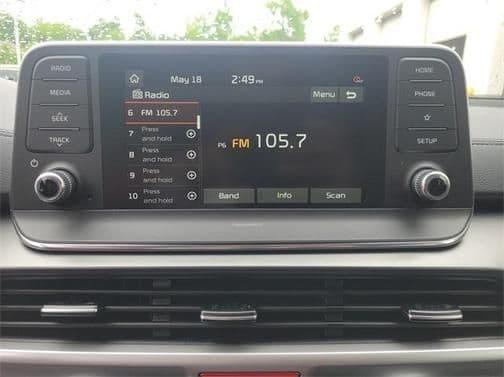 RADIO
MEDIA
SEEK
TRACK
May 18
2:49 PM
Radio
Menu
6 FM 105.7
7 Press and hold
8 Press and hold
9 Press and hold
10 Press and hold
P6 FM 105.7
Band
Info
Scan
HOME
PHONE
SETUP